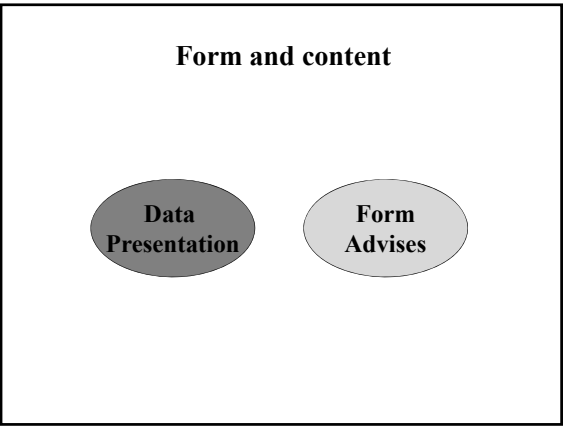 Form and content
Data
Presentation
Form
Advises